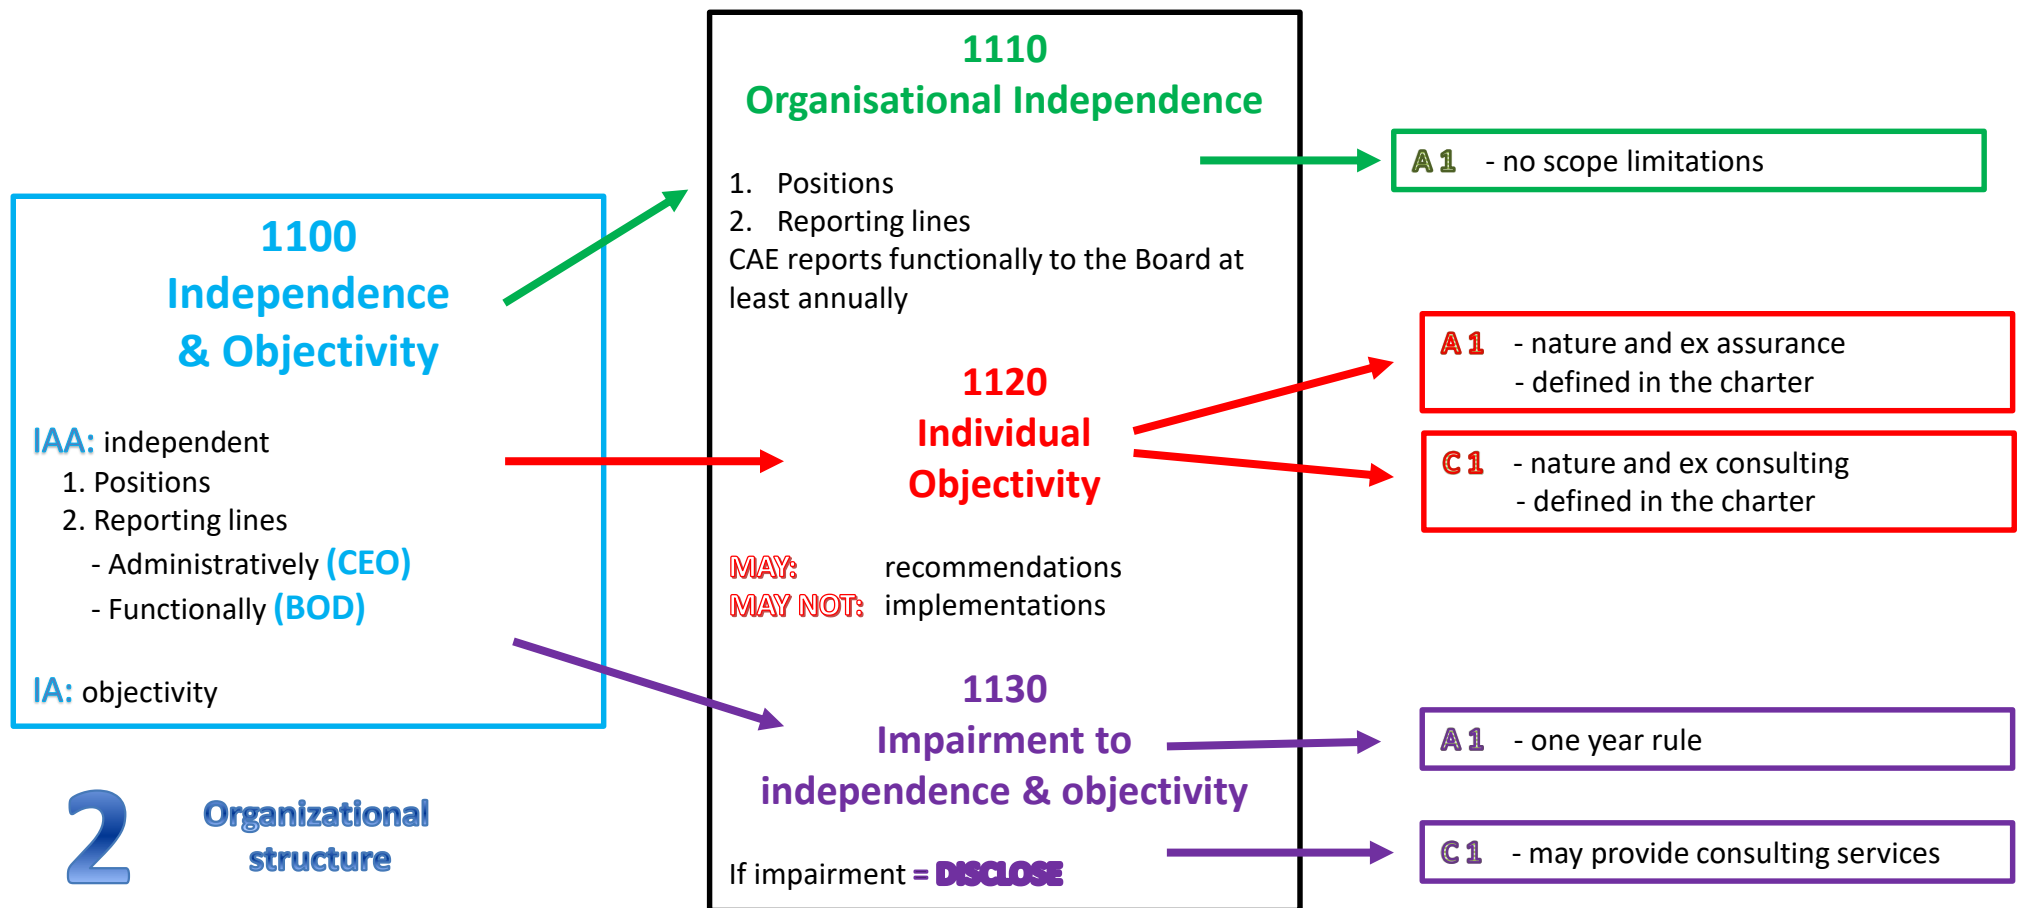 1100
Independence
& Objectivity
IAA: independent
1. Positions
2. Reporting lines
- Administratively (CEO)
- Functionally (BOD)
IA: objectivity
2
Organizational
structure
1110
Organisational Independence
1. Positions
2. Reporting lines
CAE reports functionally to the Board at
least annually
1120
Individual
Objectivity
MAY: recommendations
MAY NOT: implementations
1130
Impairment to
independence & objectivity
If impairment = DISCLOSE
A 1 - no scope limitations
A 1 - nature and ex assurance
- defined in the charter
C 1 - nature and ex consulting
- defined in the charter
A 1 - one year rule
C 1 - may provide consulting services